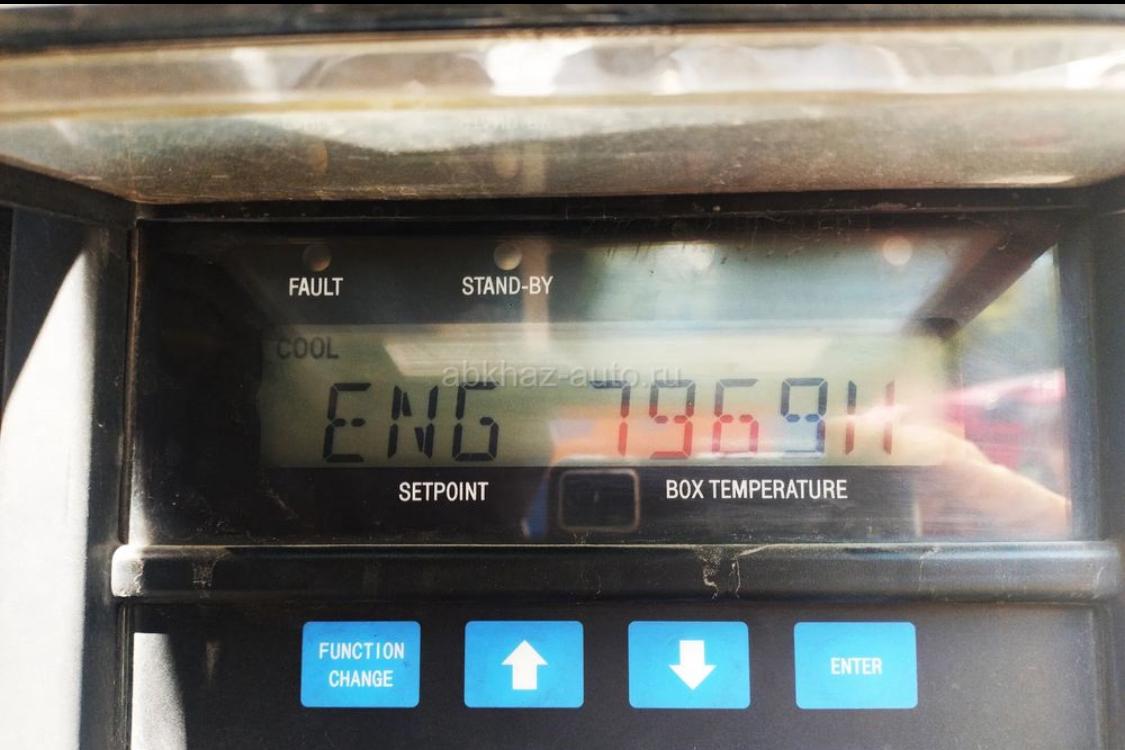 FAULT STAND-BY
COOL
abkhaz-auto.ru
ENG 7969H
SETPOINT BOX TEMPERATURE
FUNCTION CHANGE ENTER